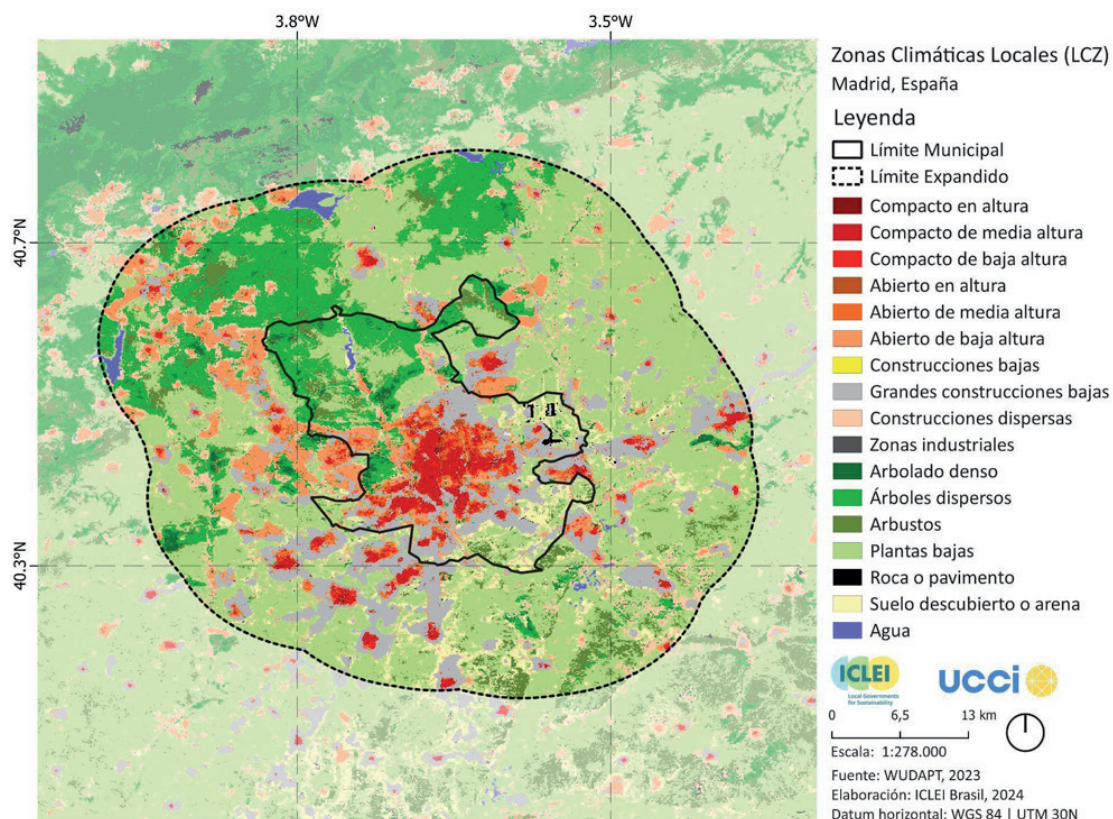 3.8°W
3.5°W
40.7°N
40.3°N
Zonas Climáticas Locales (LCZ)
Madrid, España
Leyenda
Límite Municipal
Límite Expandido
Compacto en altura
Compacto de media altura
Compacto de baja altura
Abierto en altura
Abierto de media altura
Abierto de baja altura
Construcciones bajas
Grandes construcciones bajas
Construcciones dispersas
Zonas industriales
Arbolado denso
Árboles dispersos
Arbustos
Plantas bajas
Roca o pavimento
Suelo descubierto o arena
Agua
ICLEI
Local Governments
for Sustainability
UCCI
0 6,5 13 km
Escala: 1:278.000
Fuente: WUDAPT, 2023
Elaboración: ICLEI Brasil, 2024
Datum horizontal: WGS 84 | UTM 30N